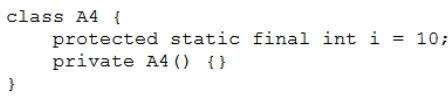 class A4 {
    protected static final int i = 10;
    private A4() {}
}